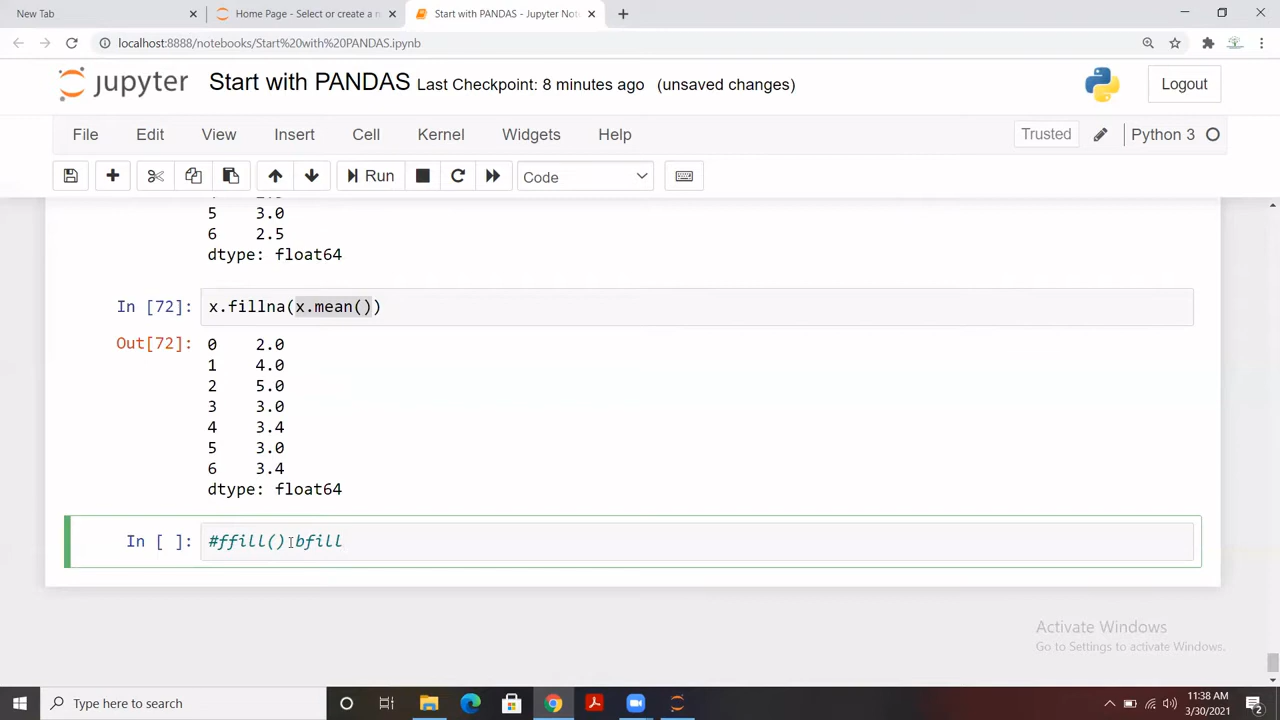 New Tab
Home Page - Select or create a n
Start with PANDAS - Jupyter Not
localhost:8888/notebooks/Start%20with%20PANDAS.ipynb
jupyter Start with PANDAS Last Checkpoint: 8 minutes ago (unsaved changes)
Logout
File Edit View Insert Cell Kernel Widgets Help
Trusted
Python 3
Run
Code
5 3.0
6 2.5
dtype: float64
In [72]: x.fillna(x.mean())
Out[72]: 0 2.0
1 4.0
2 5.0
3 3.0
4 3.4
5 3.0
6 3.4
dtype: float64
In [ ]: #ffill() bfill
Activate Windows
Go to Settings to activate Windows.
Type here to search
11:38 AM
3/30/2021
2